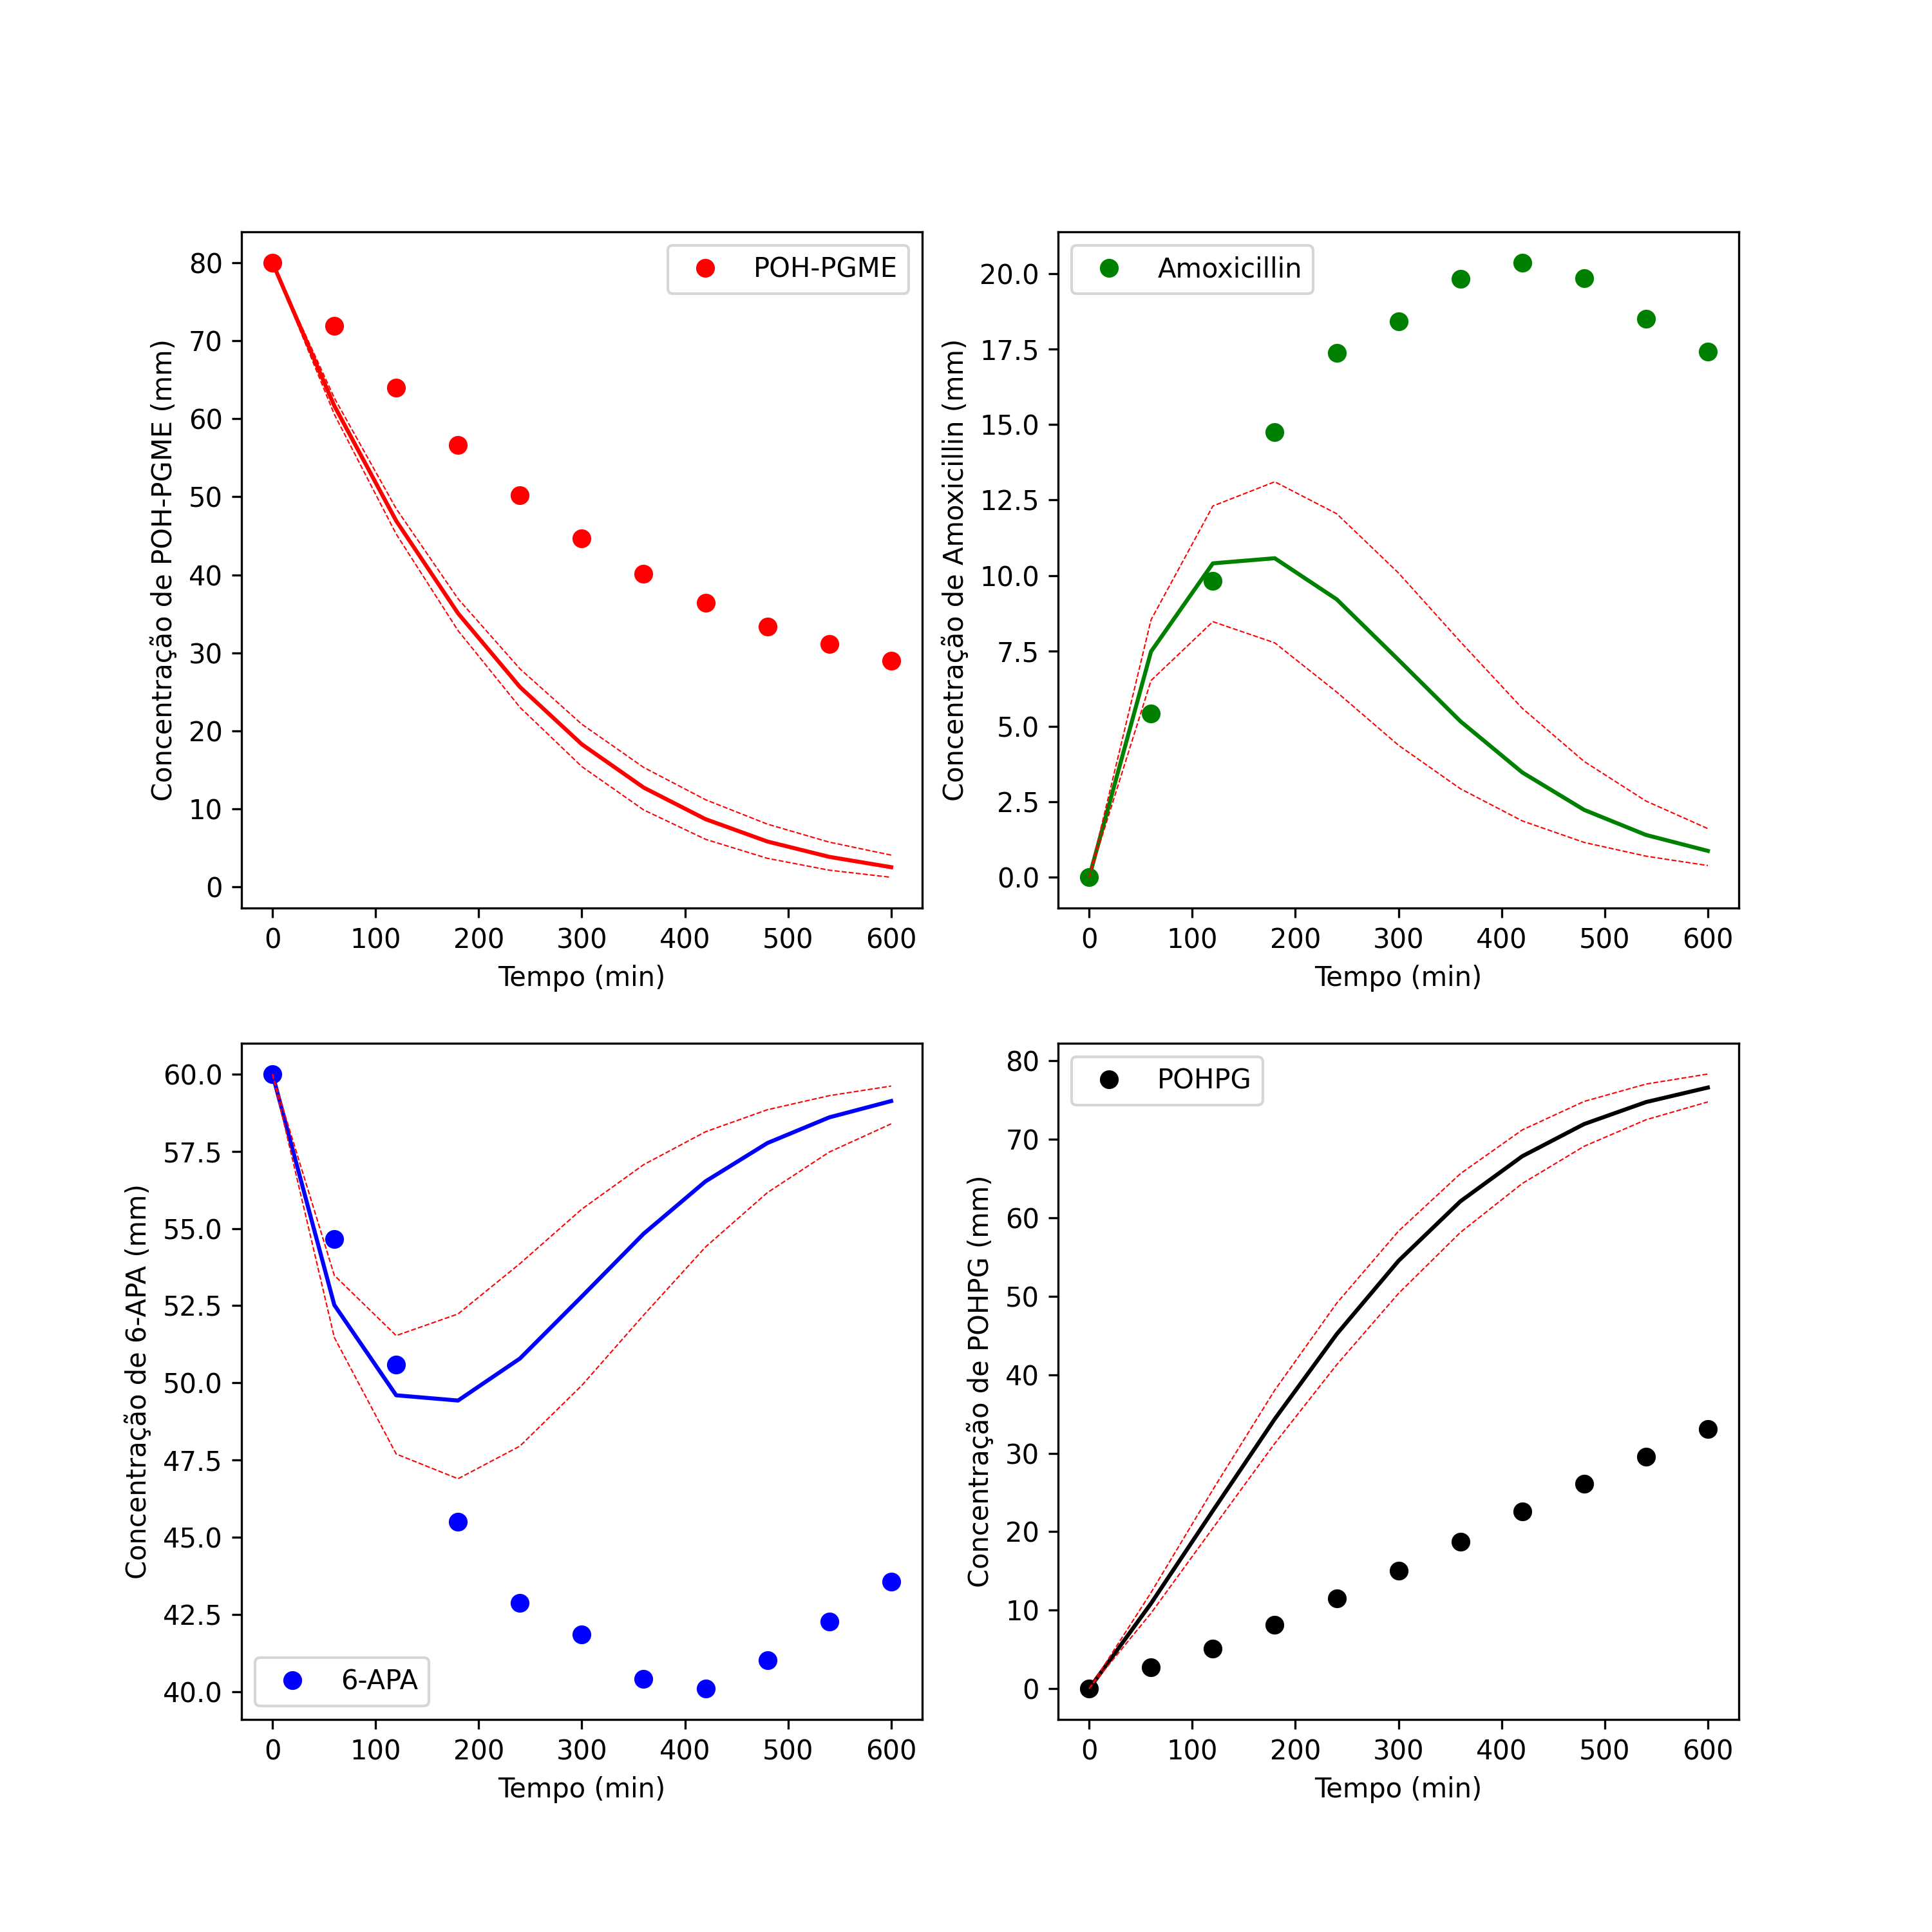 POH-PGME
80
70
60
50
40
30
20
10
0
Concentração de POH-PGME (mm)
0 100 200 300 400 500 600
Tempo (min)
Amoxicillin
20.0
17.5
15.0
12.5
10.0
7.5
5.0
2.5
0.0
Concentração de Amoxicillin (mm)
0 100 200 300 400 500 600
Tempo (min)
60.0
57.5
55.0
52.5
50.0
47.5
45.0
42.5
40.0
Concentração de 6-APA (mm)
6-APA
0 100 200 300 400 500 600
Tempo (min)
POHPG
80
70
60
50
40
30
20
10
0
Concentração de POHPG (mm)
0 100 200 300 400 500 600
Tempo (min)